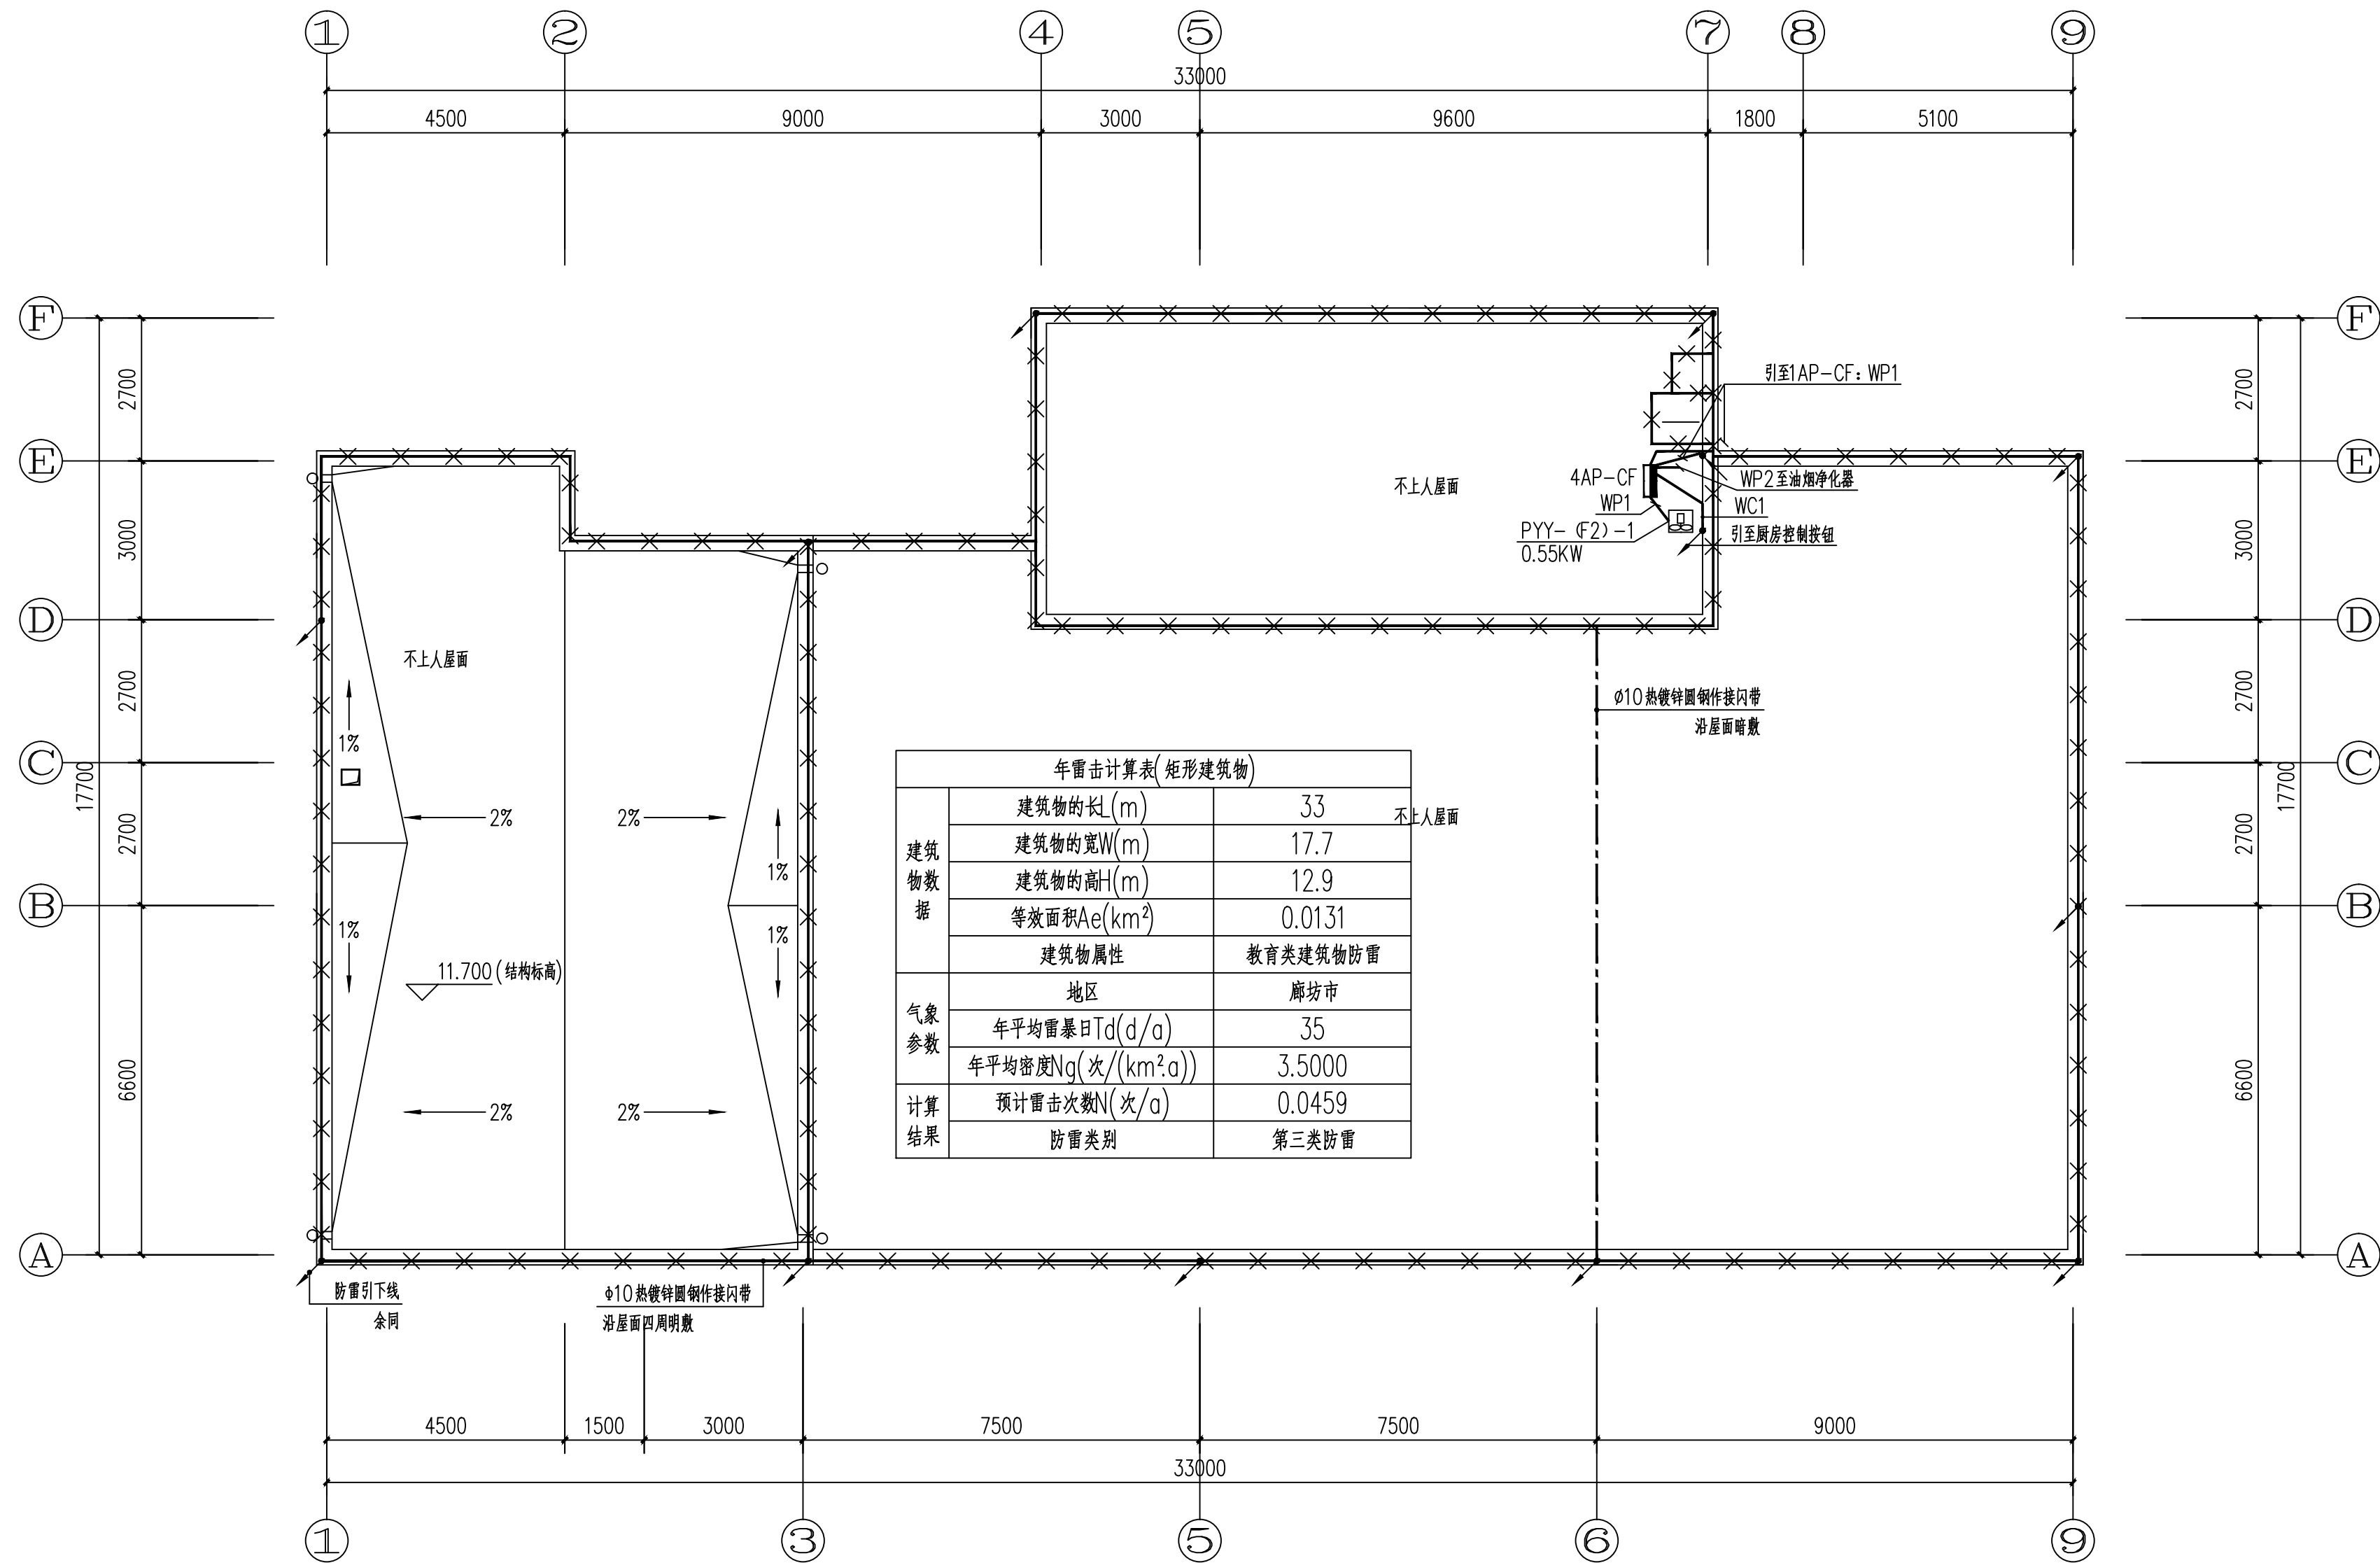 1 2 4 5 7 8 9
33000
4500 9000 3000 9600 1800 5100
F F
2700 2700
引至1AP-CF：WP1
E E
4AP-CF
WP2至油烟净化器
不上人屋面
WP1
WC1
PYY-(F2)-1
引至厨房控制按钮
0.55KW
3000 3000
D D
不上人屋面
2700 2700
Ø10热镀锌圆钢作接闪带
沿屋面暗敷
1%
C C
17700 17700
年雷击计算表(矩形建筑物)
建筑物数据
建筑物的长L(m) 33
不上人屋面
2% 2%
2700 2700
建筑物的宽W(m) 17.7
1%
建筑物的高H(m) 12.9
B B
等效面积Ae(km²) 0.0131
1% 1%
建筑物属性 教育类建筑物防雷
11.700(结构标高)
气象参数
地区 廊坊市
年平均雷暴日Td(d/a) 35
年平均密度Ng(次/(km².a)) 3.5000
6600 6600
计算结果
预计雷击次数N(次/a) 0.0459
2% 2%
防雷类别 第三类防雷
A A
防雷引下线
余同
Φ10热镀锌圆钢作接闪带
沿屋面四周明敷
4500 1500 3000 7500 7500 9000
33000
1 3 5 6 9